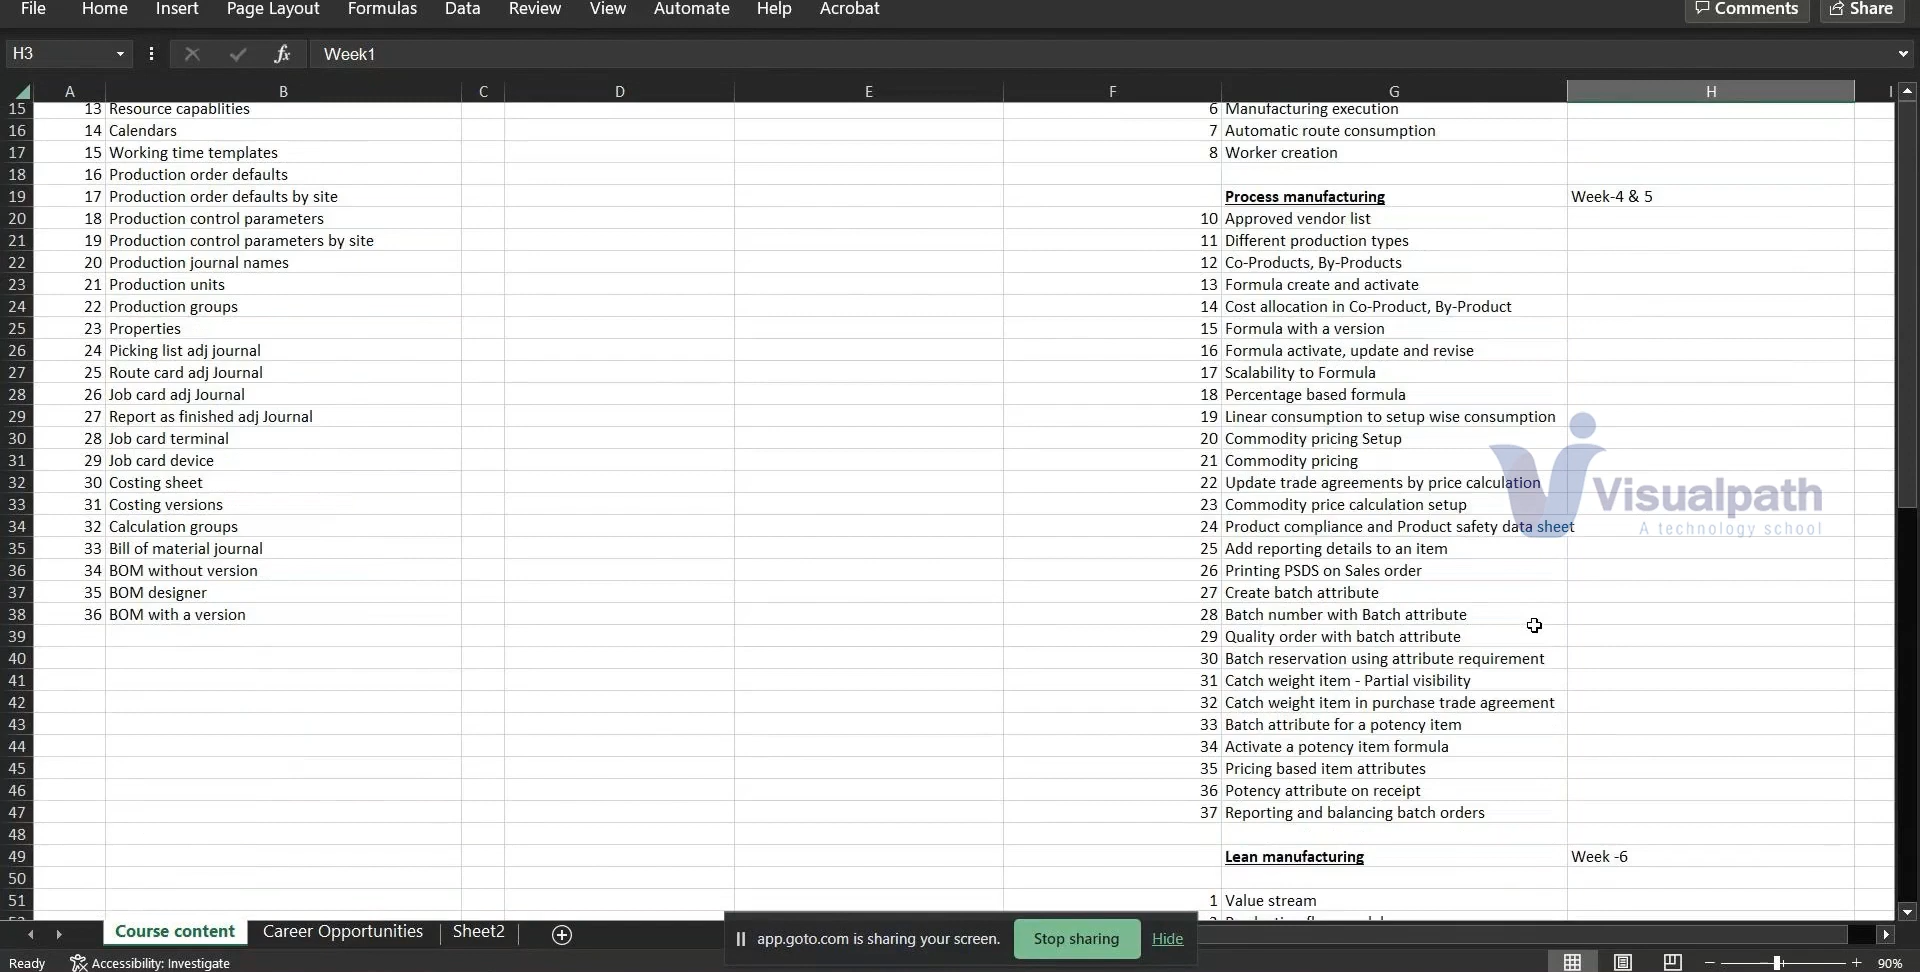 File Home Insert Page Layout Formulas Data Review View Automate Help Acrobat Comments Share
H3 fx Week1
A B C D E F G H I
15 13 Resource capablities 6 Manufacturing execution
16 14 Calendars 7 Automatic route consumption
17 15 Working time templates 8 Worker creation
18 16 Production order defaults
19 17 Production order defaults by site Process manufacturing Week-4 & 5
20 18 Production control parameters 10 Approved vendor list
21 19 Production control parameters by site 11 Different production types
22 20 Production journal names 12 Co-Products, By-Products
23 21 Production units 13 Formula create and activate
24 22 Production groups 14 Cost allocation in Co-Product, By-Product
25 23 Properties 15 Formula with a version
26 24 Picking list adj journal 16 Formula activate, update and revise
27 25 Route card adj Journal 17 Scalability to Formula
28 26 Job card adj Journal 18 Percentage based formula
29 27 Report as finished adj Journal 19 Linear consumption to setup wise consumption
30 28 Job card terminal 20 Commodity pricing Setup
31 29 Job card device 21 Commodity pricing
32 30 Costing sheet 22 Update trade agreements by price calculation
33 31 Costing versions 23 Commodity price calculation setup
34 32 Calculation groups 24 Product compliance and Product safety data sheet
35 33 Bill of material journal 25 Add reporting details to an item
36 34 BOM without version 26 Printing PSDS on Sales order
37 35 BOM designer 27 Create batch attribute
38 36 BOM with a version 28 Batch number with Batch attribute
39 29 Quality order with batch attribute
40 30 Batch reservation using attribute requirement
41 31 Catch weight item - Partial visibility
42 32 Catch weight item in purchase trade agreement
43 33 Batch attribute for a potency item
44 34 Activate a potency item formula
45 35 Pricing based item attributes
46 36 Potency attribute on receipt
47 37 Reporting and balancing batch orders
48
49 Lean manufacturing Week -6
50
51 1 Value stream
Visualpath
A technology school
Course content Career Opportunities Sheet2
app.goto.com is sharing your screen. Stop sharing Hide
Ready Accessibility: Investigate 90%